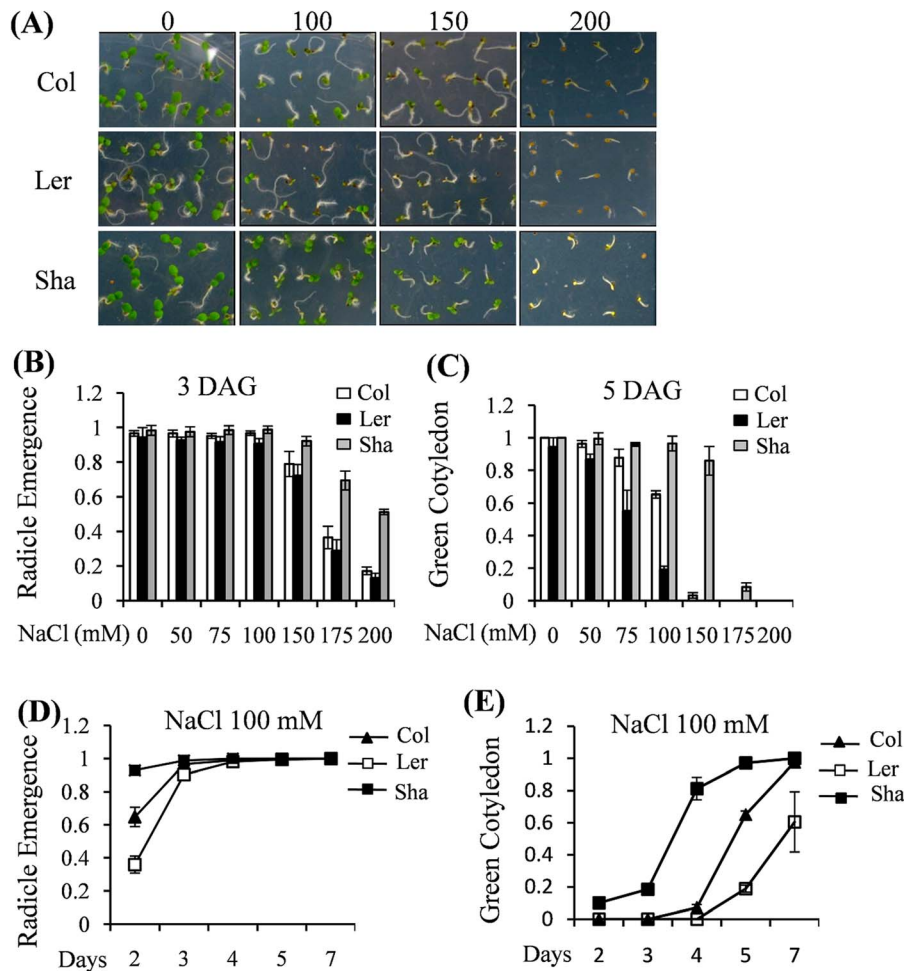 (A) 0 100 150 200
Col
Ler
Sha
(B) 3 DAG
Col
Ler
Sha
Radicle Emergence
1.2
1
0.8
0.6
0.4
0.2
0
NaCl (mM) 0 50 75 100 150 175 200
(C) 5 DAG
Col
Ler
Sha
Green Cotyledon
1.2
1
0.8
0.6
0.4
0.2
0
NaCl (mM) 0 50 75 100 150 175 200
(D) NaCl 100 mM
Col
Ler
Sha
Radicle Emergence
1.2
1
0.8
0.6
0.4
0.2
0
Days 2 3 4 5 7
(E) NaCl 100 mM
Col
Ler
Sha
Green Cotyledon
1.2
1
0.8
0.6
0.4
0.2
0
Days 2 3 4 5 7